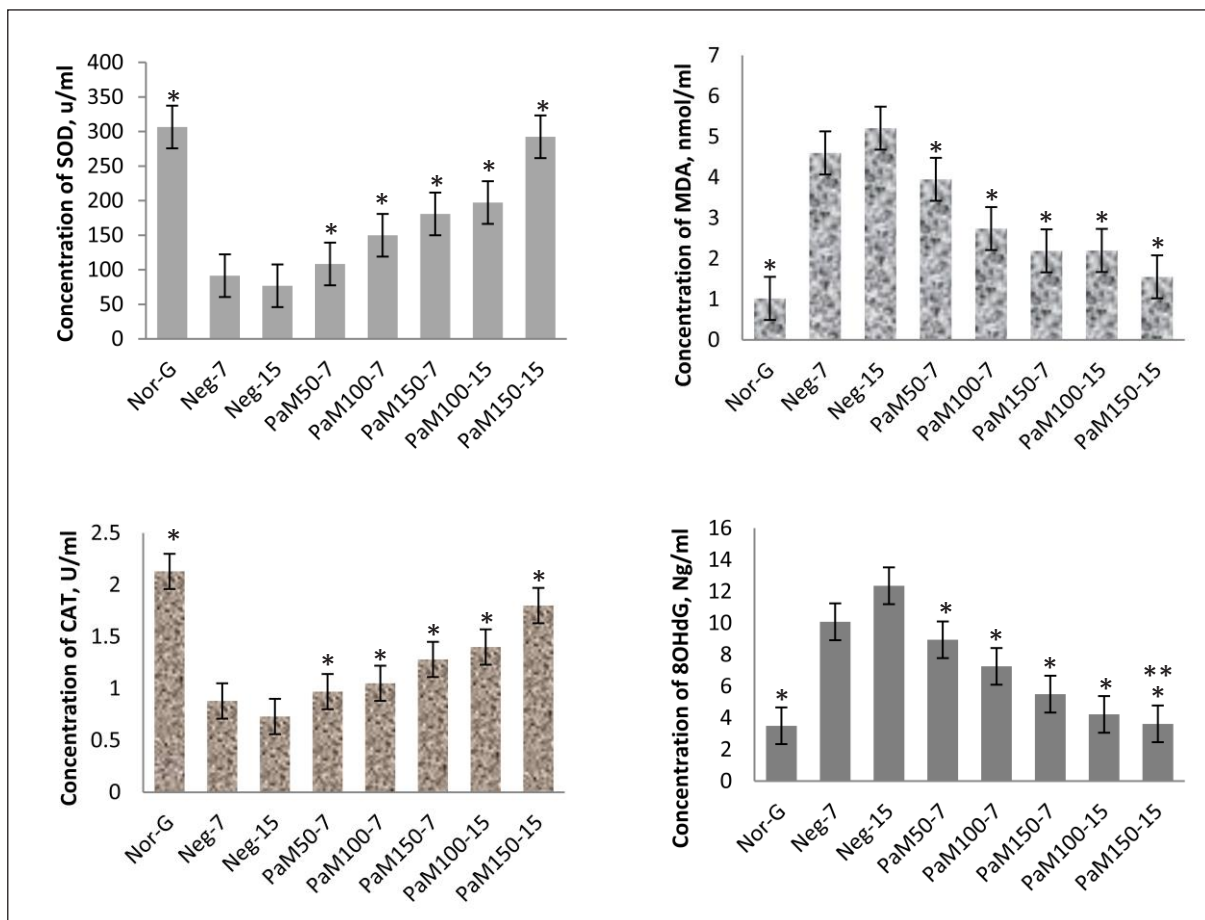 Concentration of SOD, u/ml
400
350
300
250
200
150
100
50
0
*
*
*
*
*
*
Nor-G
Neg-7
Neg-15
PaM50-7
PaM100-7
PaM150-7
PaM100-15
PaM150-15
Concentration of MDA, nmol/ml
7
6
5
4
3
2
1
0
*
*
*
*
*
*
Nor-G
Neg-7
Neg-15
PaM50-7
PaM100-7
PaM150-7
PaM100-15
PaM150-15
Concentration of CAT, U/ml
2.5
2
1.5
1
0.5
0
*
*
*
*
*
*
Nor-G
Neg-7
Neg-15
PaM50-7
PaM100-7
PaM150-7
PaM100-15
PaM150-15
Concentration of 8OHdG, Ng/ml
16
14
12
10
8
6
4
2
0
*
*
*
*
*
**
*
Nor-G
Neg-7
Neg-15
PaM50-7
PaM100-7
PaM150-7
PaM100-15
PaM150-15